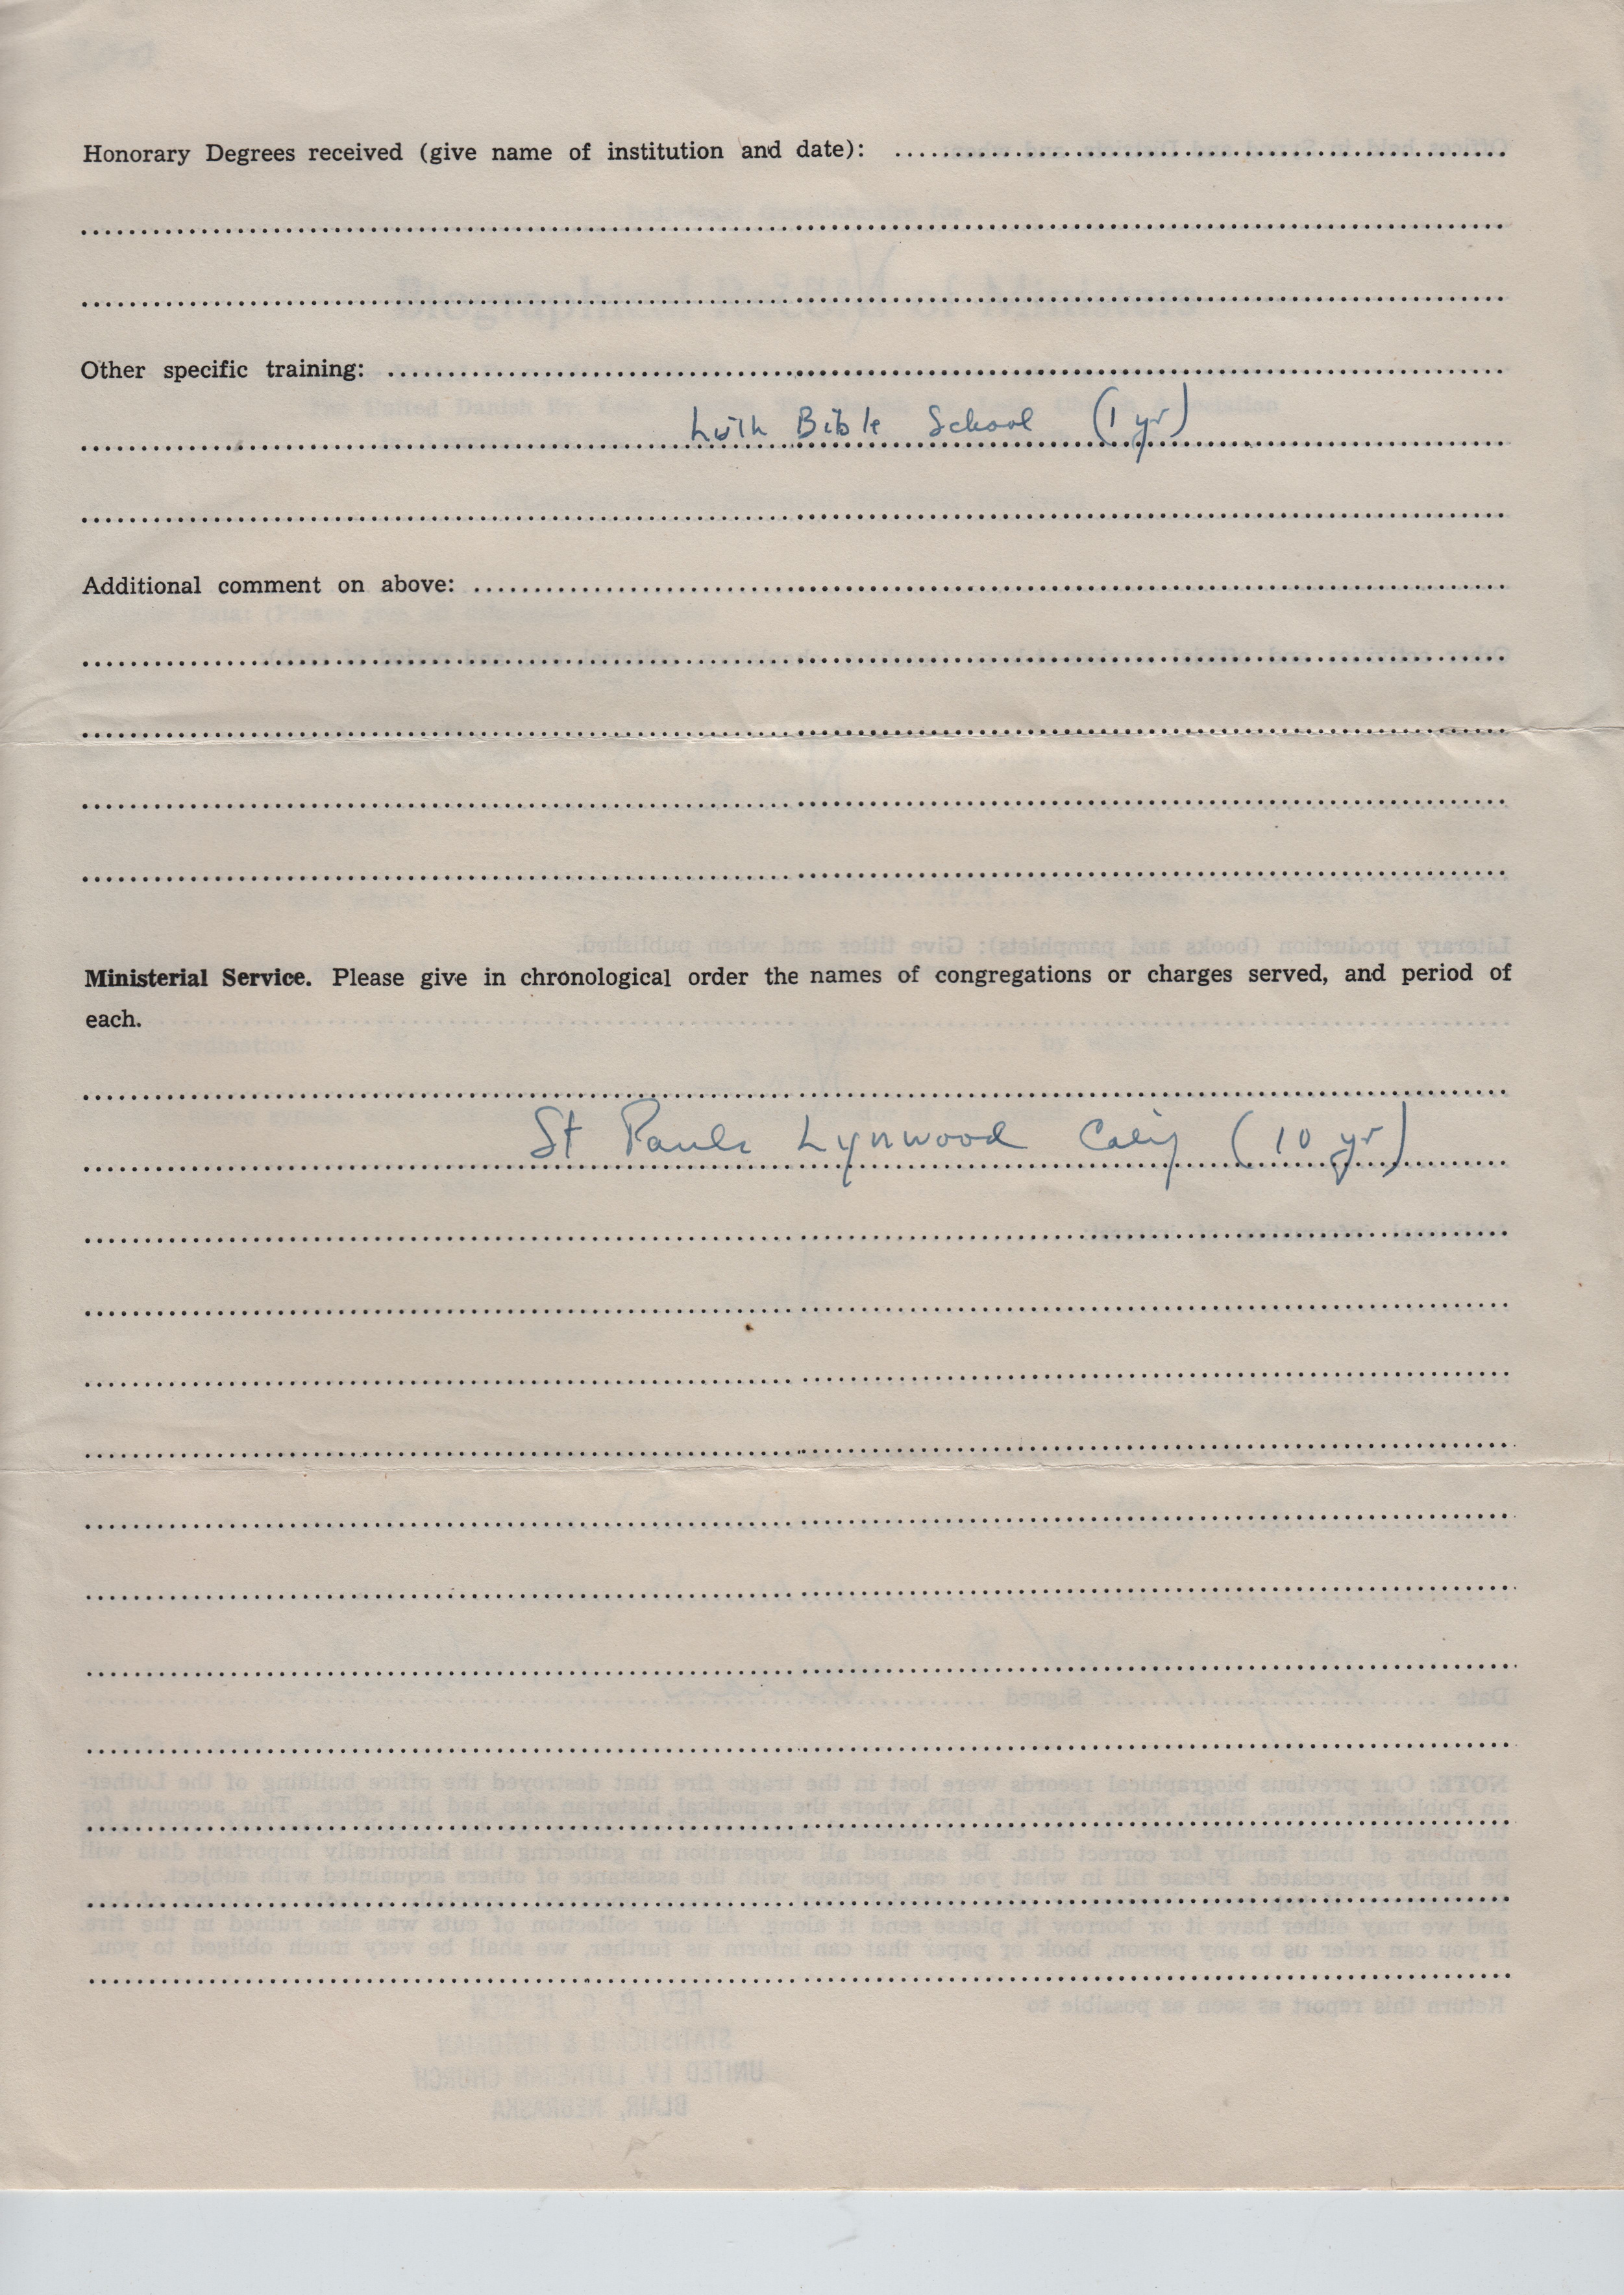 Honorary Degrees received (give name of institution and date):
Other specific training:
Luth Bible School (1 yr)
Additional comment on above:
Ministerial Service. Please give in chronological order the names of congregations or charges served, and period of
each.
St Pauls Lynwood Calif (10 yr)